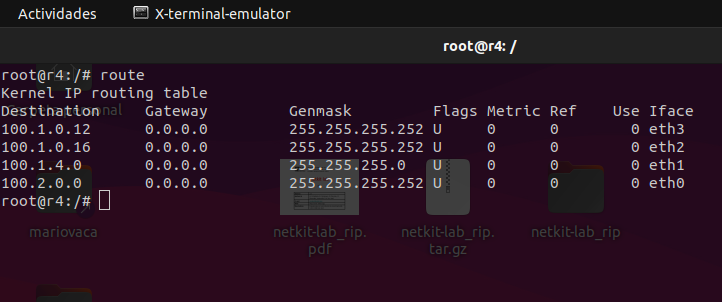 Actividades X-terminal-emulator
root@r4: /
root@r4:/# route
Kernel IP routing table
Destination Gateway Genmask Flags Metric Ref Use Iface
100.1.0.12 0.0.0.0 255.255.255.252 U 0 0 0 eth3
100.1.0.16 0.0.0.0 255.255.255.252 U 0 0 0 eth2
100.1.4.0 0.0.0.0 255.255.255.0 U 0 0 0 eth1
100.2.0.0 0.0.0.0 255.255.255.252 U 0 0 0 eth0
root@r4:/#
mariovaca netkit-lab_rip. netkit-lab_rip. netkit-lab_rip
pdf tar.gz